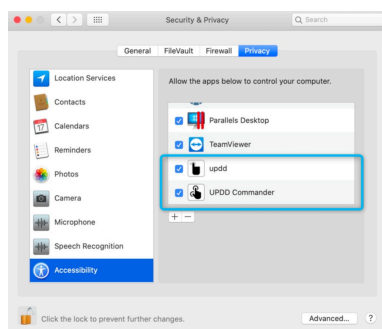 Security & Privacy
Search
General FileVault Firewall Privacy
Location Services
Contacts
Calendars
Reminders
Photos
Camera
Microphone
Speech Recognition
Accessibility
Allow the apps below to control your computer.
Parallels Desktop
TeamViewer
updd
UPDD Commander
+ −
Click the lock to prevent further changes.
Advanced...
?
17